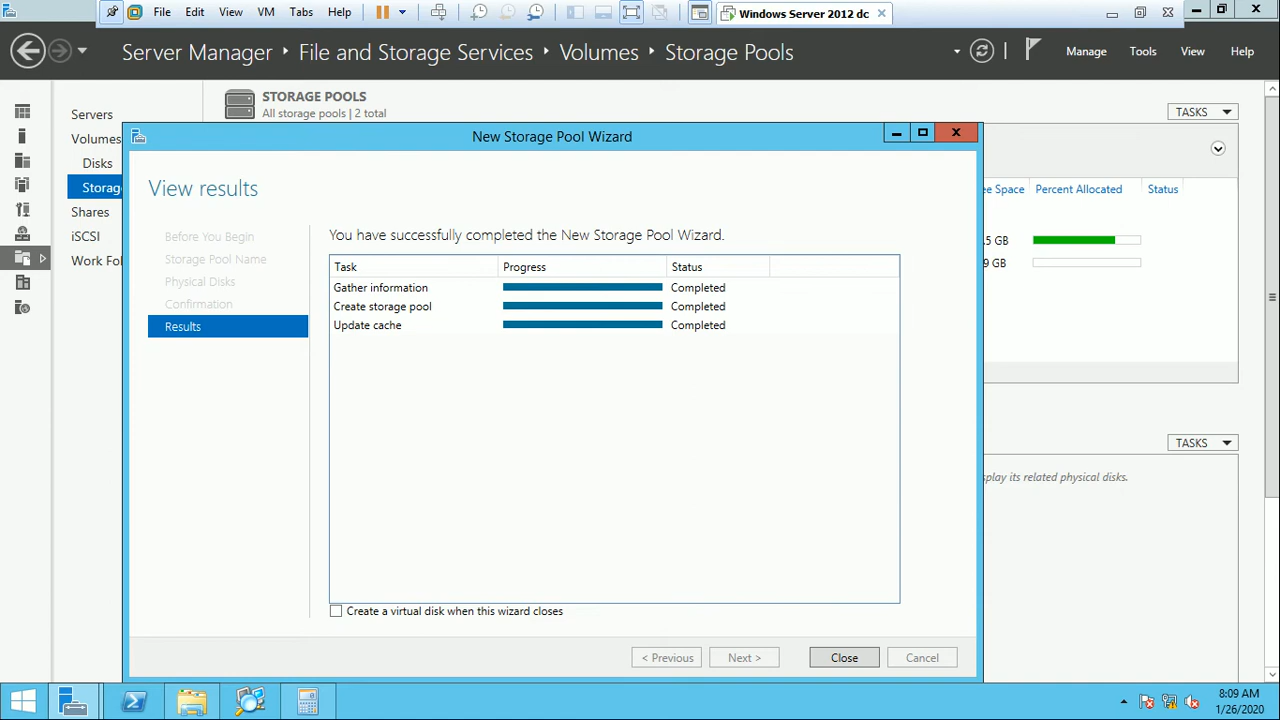 File Edit View VM Tabs Help Windows Server 2012 dc
Server Manager File and Storage Services Volumes Storage Pools Manage Tools View Help
STORAGE POOLS
All storage pools | 2 total
TASKS
Servers
Volumes
Disks
Storag
Shares
iSCSI
Work Fol
New Storage Pool Wizard
View results
Before You Begin
Storage Pool Name
Physical Disks
Confirmation
Results
You have successfully completed the New Storage Pool Wizard.
Task Progress Status
Gather information Completed
Create storage pool Completed
Update cache Completed
Create a virtual disk when this wizard closes
< Previous Next > Close Cancel
ee Space Percent Allocated Status
.5 GB
9 GB
TASKS
splay its related physical disks.
8:09 AM
1/26/2020